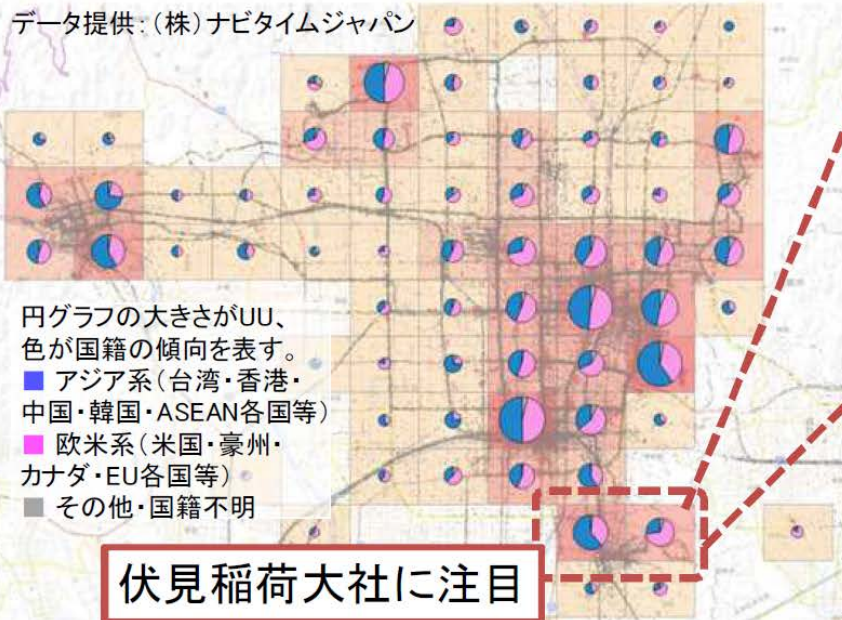 データ提供:(株)ナビタイムジャパン
円グラフの大きさがUU、
色が国籍の傾向を表す。
アジア系(台湾・香港・
中国・韓国・ASEAN各国等)
欧米系(米国・豪州・
カナダ・EU各国等)
その他・国籍不明
伏見稲荷大社に注目